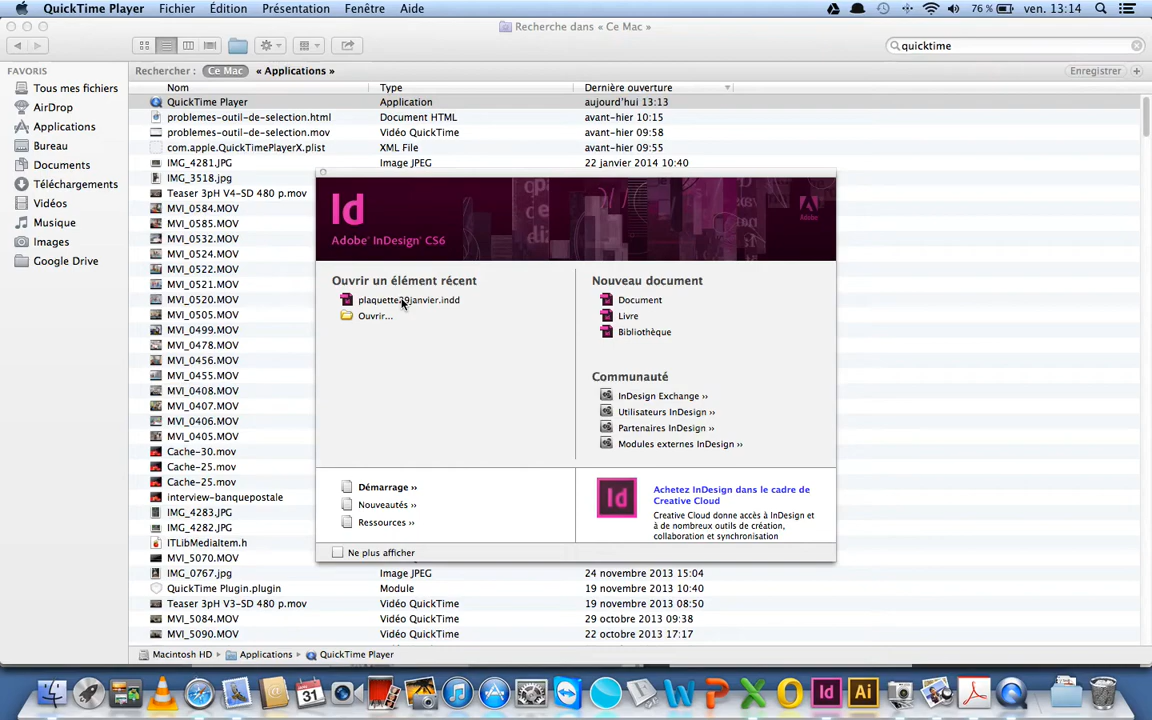 QuickTime Player Fichier Édition Présentation Fenêtre Aide 76 % ven. 13:14
Recherche dans « Ce Mac »
quicktime
FAVORIS
Tous mes fichiers
AirDrop
Applications
Bureau
Documents
Téléchargements
Vidéos
Musique
Images
Google Drive
Rechercher : Ce Mac « Applications » Enregistrer +
Nom Type Dernière ouverture
QuickTime Player Application aujourd'hui 13:13
problemes-outil-de-selection.html Document HTML avant-hier 10:15
problemes-outil-de-selection.mov Vidéo QuickTime avant-hier 09:58
com.apple.QuickTimePlayerX.plist XML File avant-hier 09:55
IMG_4281.JPG Image JPEG 22 janvier 2014 10:40
IMG_3518.jpg
Teaser 3pH V4-SD 480 p.mov
MVI_0584.MOV
MVI_0585.MOV
MVI_0532.MOV
MVI_0524.MOV
MVI_0522.MOV
MVI_0521.MOV
MVI_0520.MOV
MVI_0505.MOV
MVI_0499.MOV
MVI_0478.MOV
MVI_0456.MOV
MVI_0455.MOV
MVI_0408.MOV
MVI_0407.MOV
MVI_0406.MOV
MVI_0405.MOV
Cache-30.mov
Cache-25.mov
Cache-25.mov
interview-banquepostale
IMG_4283.JPG
IMG_4282.JPG
ITLibMediaItem.h
MVI_5070.MOV
IMG_0767.jpg Image JPEG 24 novembre 2013 15:04
QuickTime Plugin.plugin Module 19 novembre 2013 10:40
Teaser 3pH V3-SD 480 p.mov Vidéo QuickTime 19 novembre 2013 08:50
MVI_5084.MOV Vidéo QuickTime 29 octobre 2013 09:38
MVI_5090.MOV Vidéo QuickTime 22 octobre 2013 17:17
Macintosh HD Applications QuickTime Player
Id
Adobe® InDesign® CS6
Adobe
Ouvrir un élément récent
plaquette29janvier.indd
Ouvrir...
Nouveau document
Document
Livre
Bibliothèque
Communauté
InDesign Exchange ››
Utilisateurs InDesign ››
Partenaires InDesign ››
Modules externes InDesign ››
Démarrage ››
Nouveautés ››
Ressources ››
Id
Achetez InDesign dans le cadre de
Creative Cloud
Creative Cloud donne accès à InDesign et
à de nombreux outils de création,
collaboration et synchronisation
Ne plus afficher
31
Id
Ai